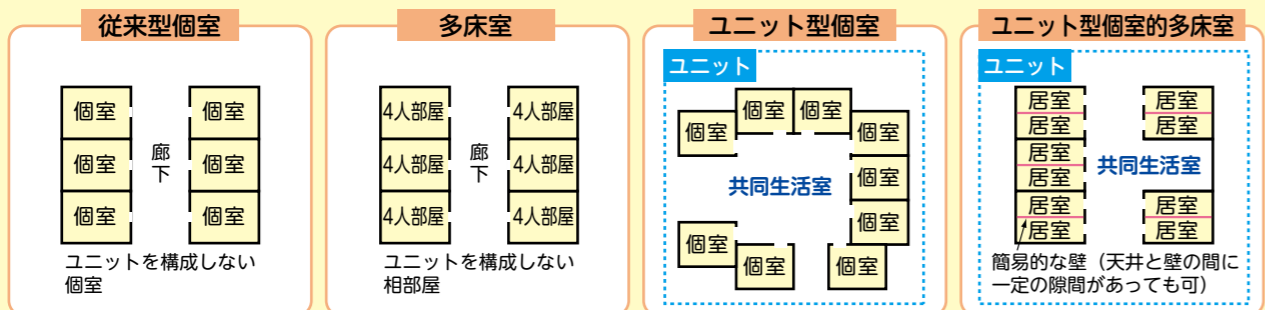 従来型個室
個室
個室
個室
廊下
個室
個室
個室
ユニットを構成しない
個室
多床室
4人部屋
4人部屋
4人部屋
廊下
4人部屋
4人部屋
4人部屋
ユニットを構成しない
相部屋
ユニット型個室
ユニット
個室
個室
個室
個室
個室
個室
共同生活室
個室
個室
個室
ユニット型個室的多床室
ユニット
居室
居室
居室
居室
居室
居室
居室
居室
共同生活室
居室
居室
簡易的な壁（天井と壁の間に
一定の隙間があっても可）